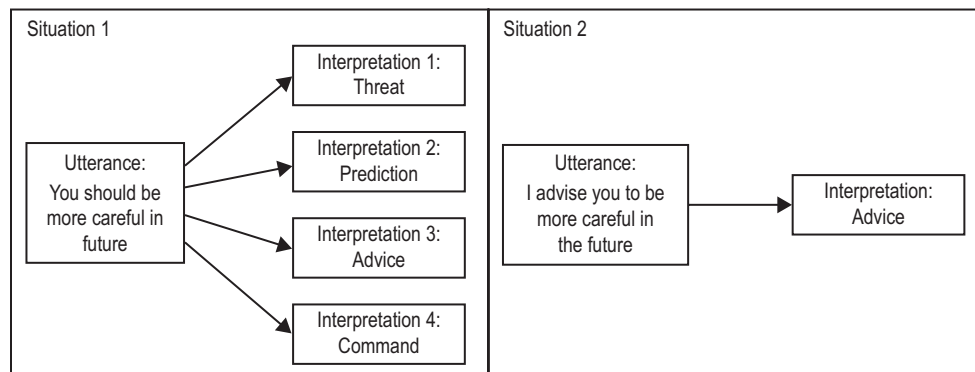 Situation 1
Utterance:
You should be
more careful in
future
Interpretation 1:
Threat
Interpretation 2:
Prediction
Interpretation 3:
Advice
Interpretation 4:
Command
Situation 2
Utterance:
I advise you to be
more careful in
the future
Interpretation:
Advice